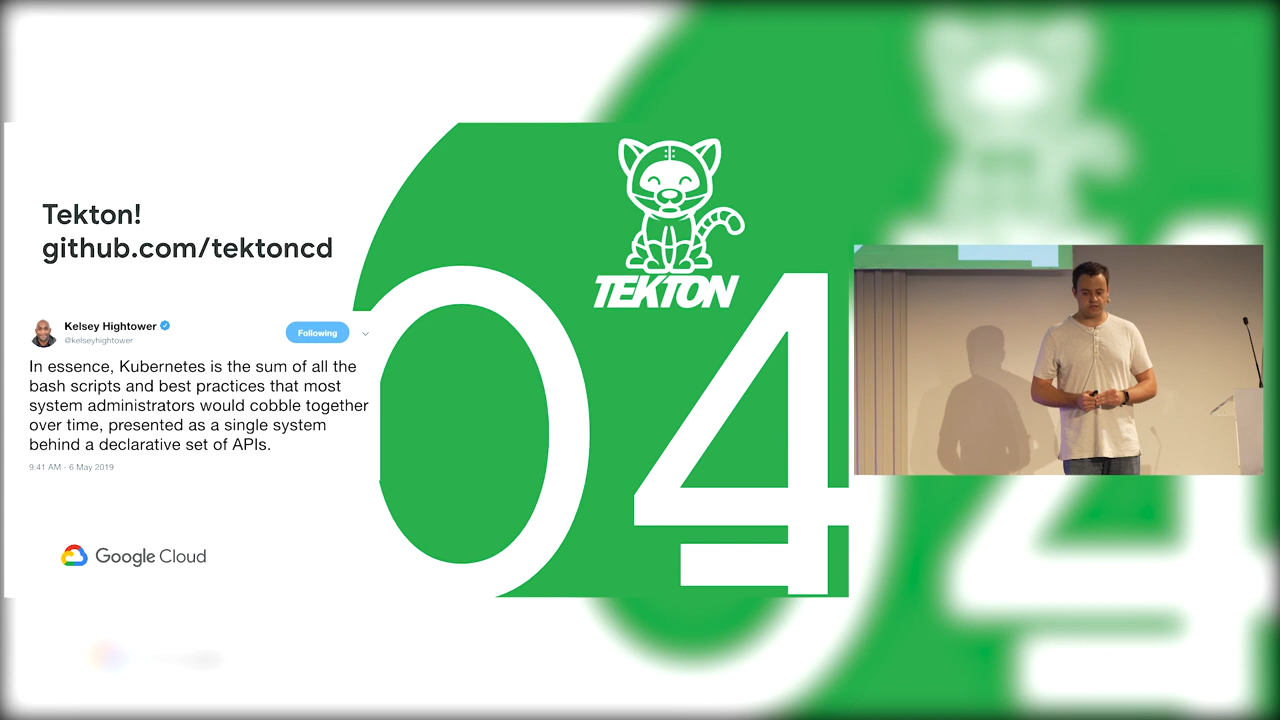 Tekton!
github.com/tektoncd
TEKTON
04
Kelsey Hightower
@kelseyhightower
Following
In essence, Kubernetes is the sum of all the
bash scripts and best practices that most
system administrators would cobble together
over time, presented as a single system
behind a declarative set of APIs.
9:41 AM - 6 May 2019
Google Cloud